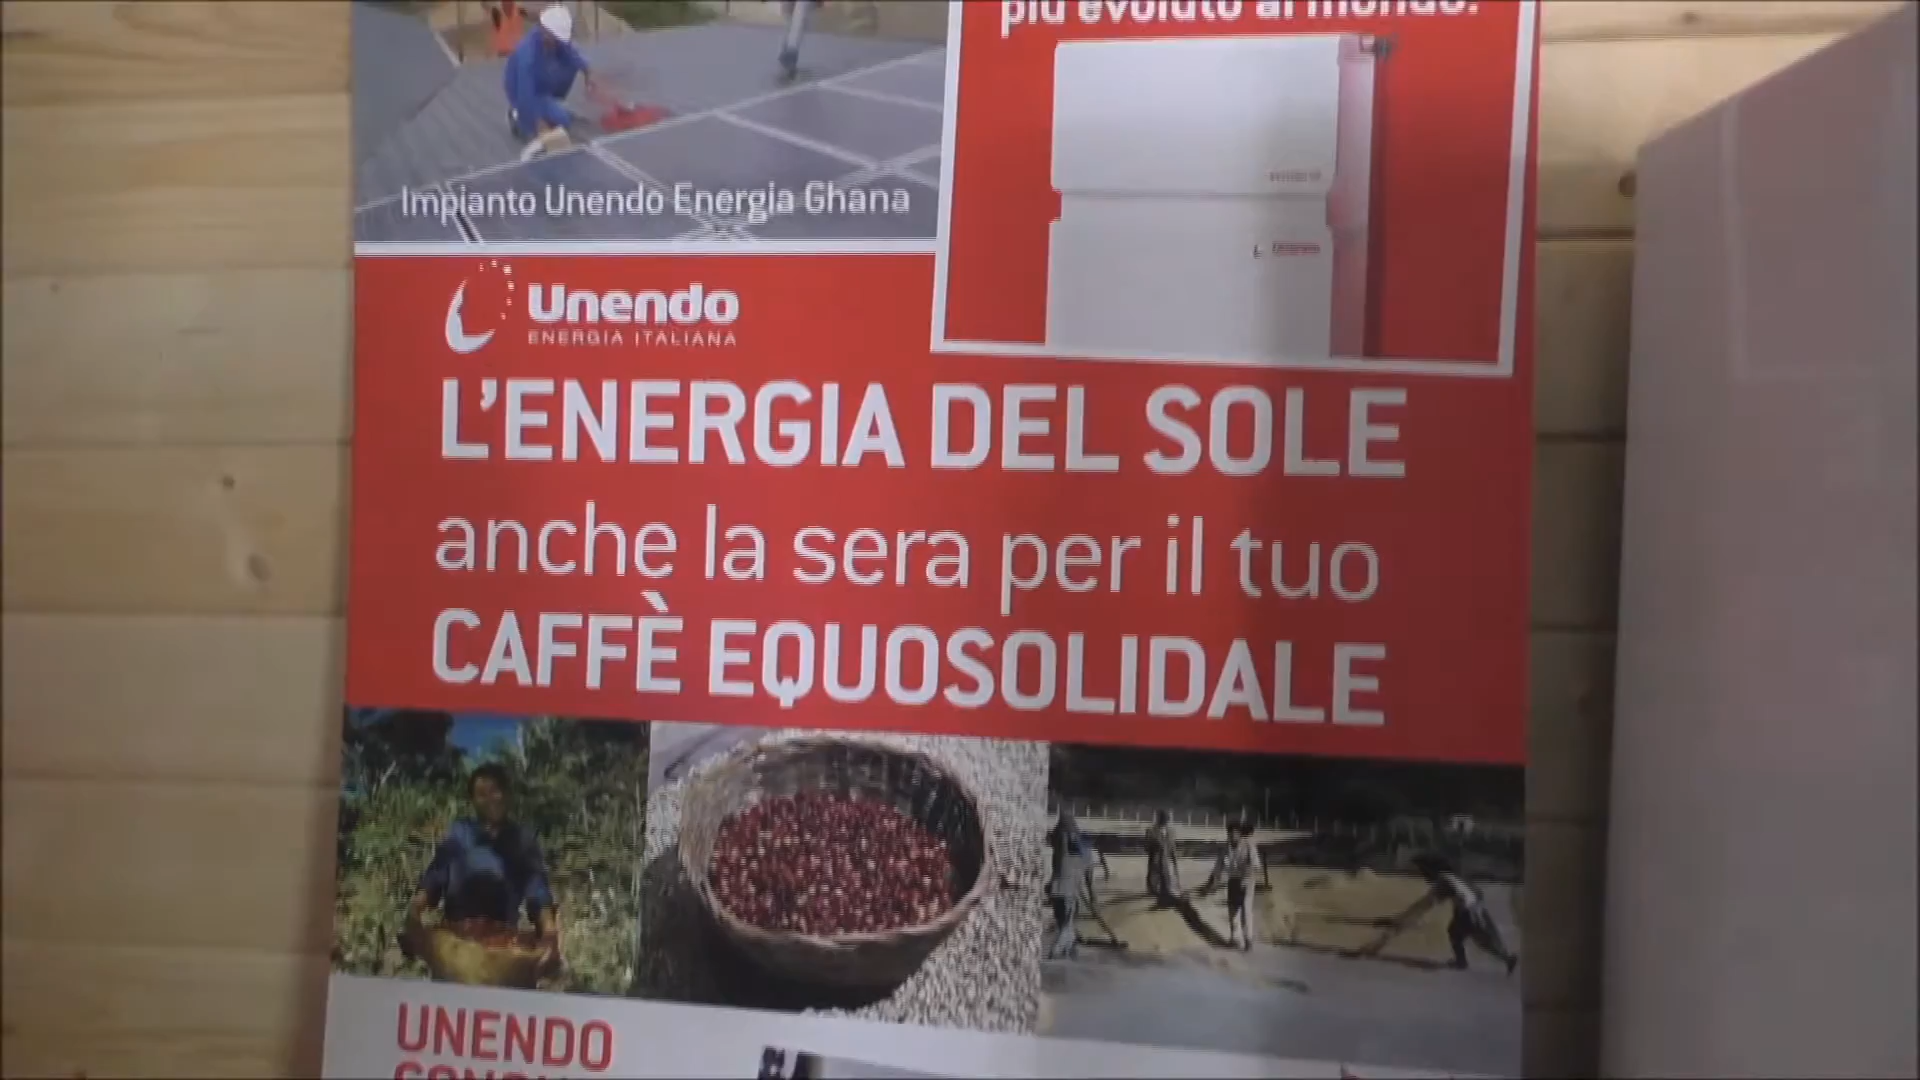 più evoluto al mondo.
Impianto Unendo Energia Ghana
Unendo
ENERGIA ITALIANA
L'ENERGIA DEL SOLE
anche la sera per il tuo
CAFFÈ EQUOSOLIDALE
UNENDO